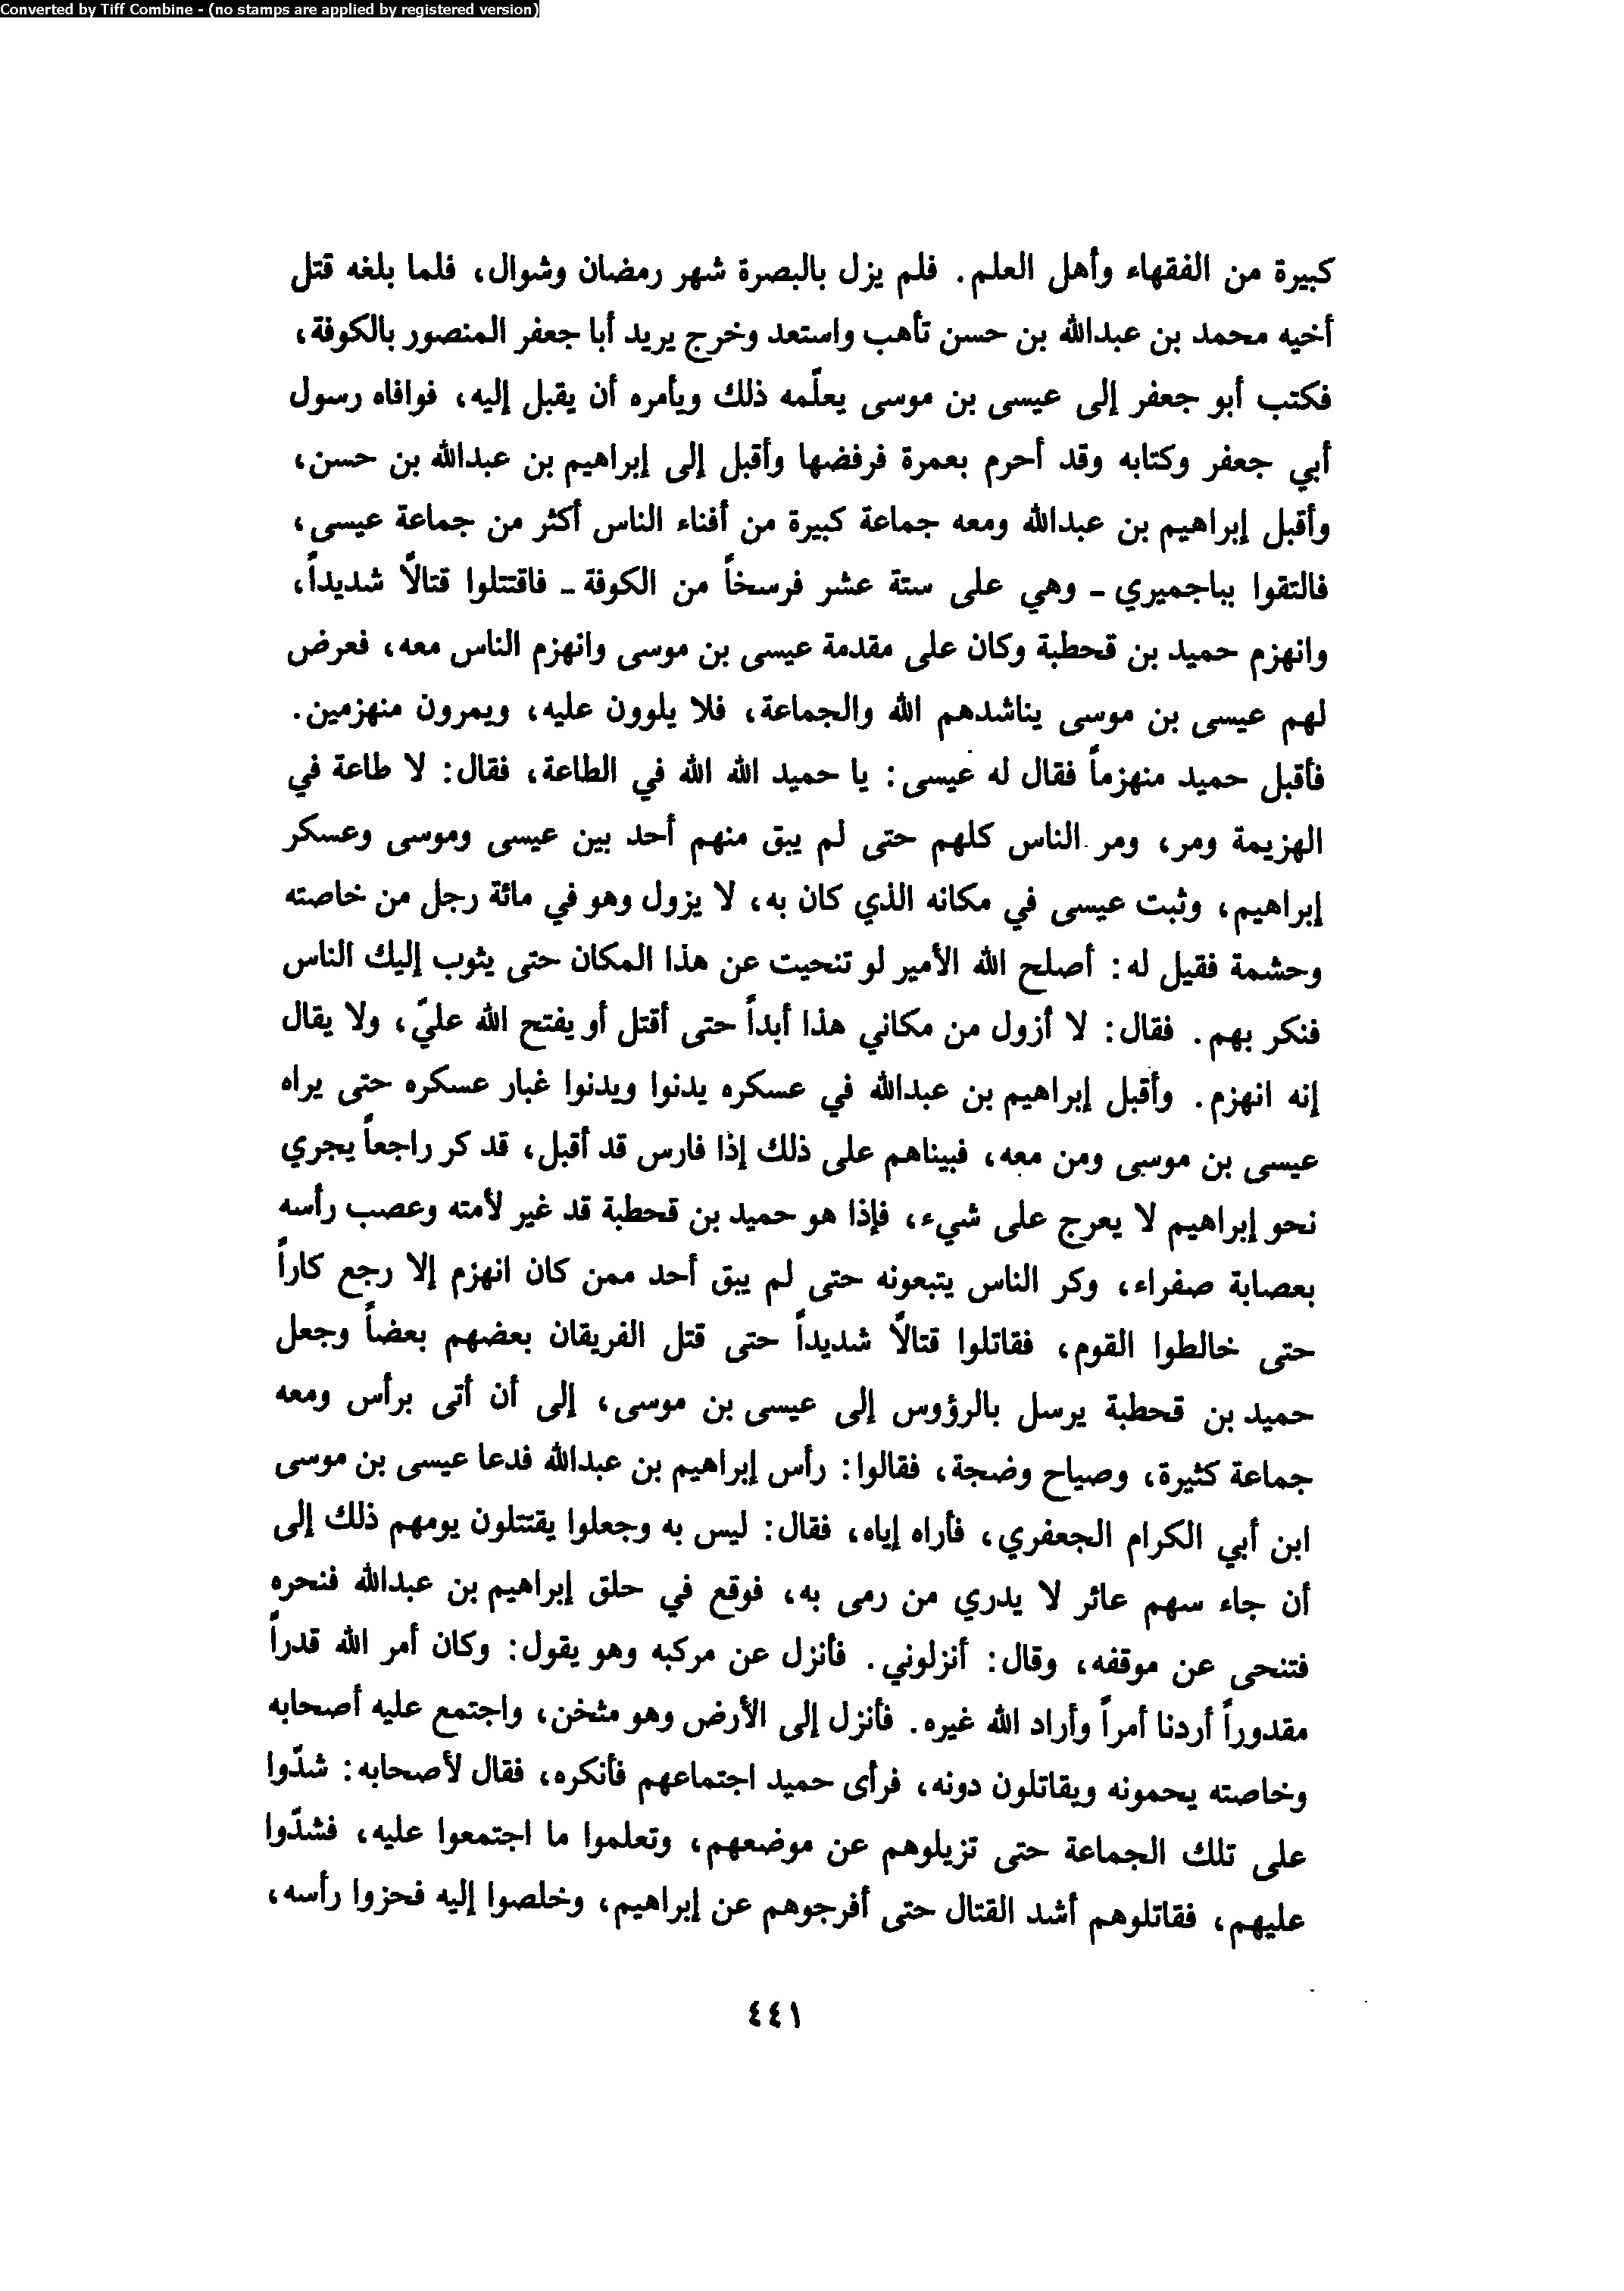 Converted by Tiff Combine - (no stamps are applied by registered version)
كبيرة من الفقهاء وأهل العلم. فلم يزل بالبصرة شهر رمضان وشوال، فلما بلغه قتل
أخيه محمد بن عبدالله بن حسن تأهب واستعد وخرج يريد أبا جعفر المنصور بالكوفة،
فكتب أبو جعفر إلى عيسى بن موسى يعلّمه ذلك ويأمره أن يقبل إليه، فوافاه رسول
أبي جعفر وكتابه وقد أحرم بعمرة فرفضها وأقبل إلى إبراهيم بن عبدالله بن حسن،
وأقبل إبراهيم بن عبدالله ومعه جماعة كبيرة من أفناء الناس أكثر من جماعة عيسى،
فالتقوا بباجميري - وهي على ستة عشر فرسخاً من الكوفة - فاقتتلوا قتالاً شديداً،
وانهزم حميد بن قحطبة وكان على مقدمة عيسى بن موسى وانهزم الناس معه، فعرض
لهم عيسى بن موسى يناشدهم الله والجماعة، فلا يلوون عليه، ويمرون منهزمين.
فأقبل حميد منهزماً فقال له عيسى: يا حميد الله الله في الطاعة، فقال: لا طاعة في
الهزيمة ومر، ومر الناس كلهم حتى لم يبق منهم أحد بين عيسى وموسى وعسكر
إبراهيم، وثبت عيسى في مكانه الذي كان به، لا يزول وهو في مائة رجل من خاصته
وحشمة فقيل له: أصلح الله الأمير لو تنحيت عن هذا المكان حتى يثوب إليك الناس
فنكر بهم. فقال: لا أزول من مكاني هذا أبداً حتى أقتل أو يفتح الله عليّ، ولا يقال
إنه انهزم. وأقبل إبراهيم بن عبدالله في عسكره يدنوا ويدنوا غبار عسكره حتى يراه
عيسى بن موسى ومن معه، فبيناهم على ذلك إذا فارس قد أقبل، قد كر راجعاً يجري
نحو إبراهيم لا يعرج على شيء، فإذا هو حميد بن قحطبة قد غير لأمته وعصب رأسه
بعصابة صفراء، وكر الناس يتبعونه حتى لم يبق أحد ممن كان انهزم إلا رجع كاراً
حتى خالطوا القوم، فقاتلوا قتالاً شديداً حتى قتل الفريقان بعضهم بعضاً وجعل
حميد بن قحطبة يرسل بالرؤوس إلى عيسى بن موسى، إلى أن أتى برأس ومعه
جماعة كثيرة، وصياح وضجة، فقالوا: رأس إبراهيم بن عبدالله فدعا عيسى بن موسى
ابن أبي الكرام الجعفري، فأراه إياه، فقال: ليس به وجعلوا يقتتلون يومهم ذلك إلى
أن جاء سهم عائر لا يدري من رمى به، فوقع في حلق إبراهيم بن عبدالله فنحره
فتنحى عن موقفه، وقال: أنزلوني. فأنزل عن مركبه وهو يقول: وكان أمر الله قدراً
مقدوراً أردنا أمراً وأراد الله غيره. فأنزل إلى الأرض وهو مثخن، واجتمع عليه أصحابه
وخاصته يحمونه ويقاتلون دونه، فرأى حميد اجتماعهم فأنكره، فقال لأصحابه: شدّوا
على تلك الجماعة حتى تزيلوهم عن موضعهم، وتعلموا ما اجتمعوا عليه، فشدّوا
عليهم، فقاتلوهم أشد القتال حتى أفرجوهم عن إبراهيم، وخلصوا إليه فحزوا رأسه،
٤٤١